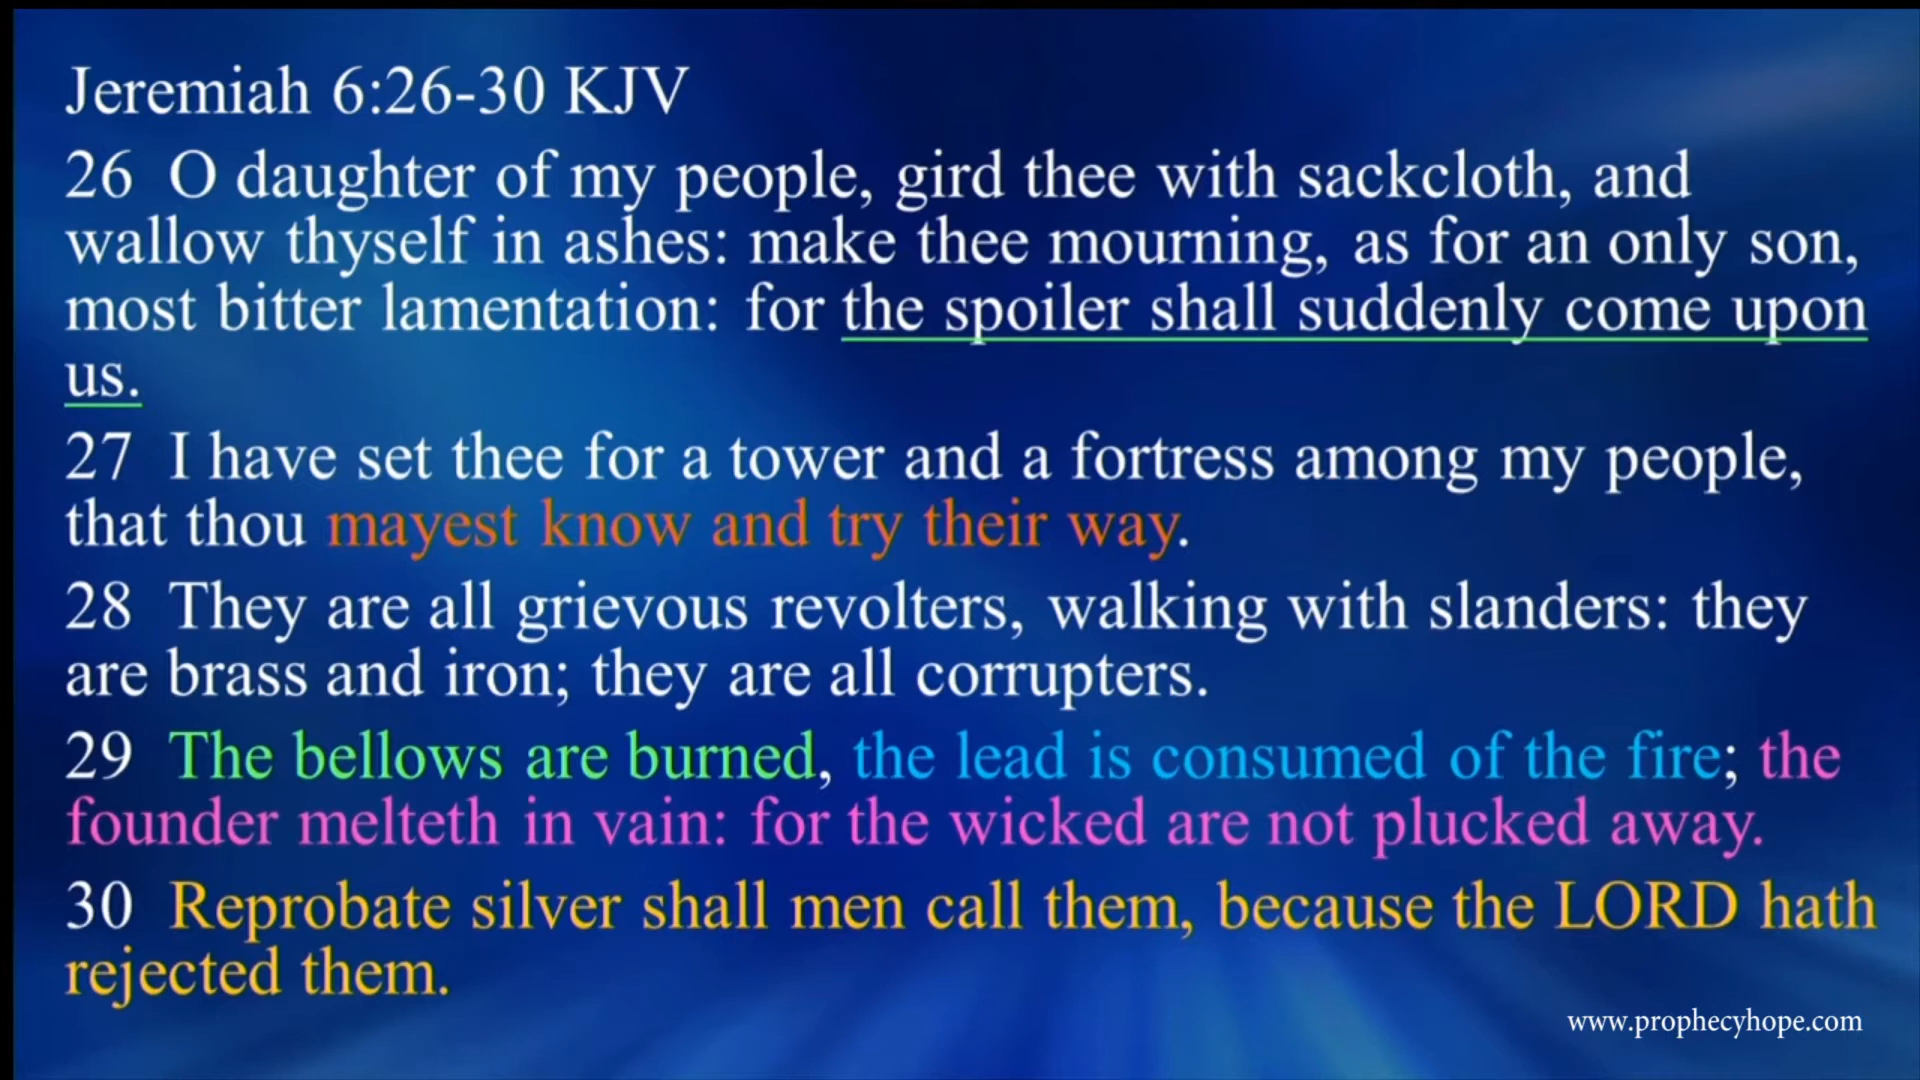 Jeremiah 6:26-30 KJV
26 O daughter of my people, gird thee with sackcloth, and
wallow thyself in ashes: make thee mourning, as for an only son,
most bitter lamentation: for the spoiler shall suddenly come upon
us.
27 I have set thee for a tower and a fortress among my people,
that thou mayest know and try their way.
28 They are all grievous revolters, walking with slanders: they
are brass and iron; they are all corrupters.
29 The bellows are burned, the lead is consumed of the fire; the
founder melteth in vain: for the wicked are not plucked away.
30 Reprobate silver shall men call them, because the LORD hath
rejected them.
www.prophecyhope.com